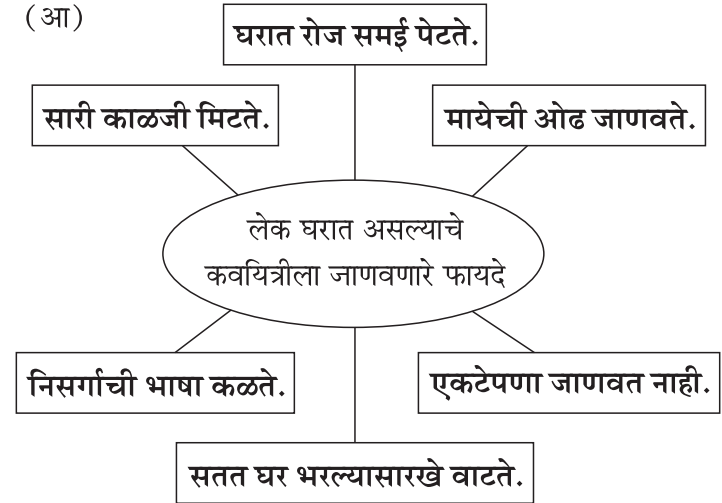 (आ)
घरात रोज समई पेटते.
सारी काळजी मिटते.
मायेची ओढ जाणवते.
लेक घरात असल्याचे
कवयित्रीला जाणवणारे फायदे
निसर्गाची भाषा कळते.
एकटेपणा जाणवत नाही.
सतत घर भरल्यासारखे वाटते.